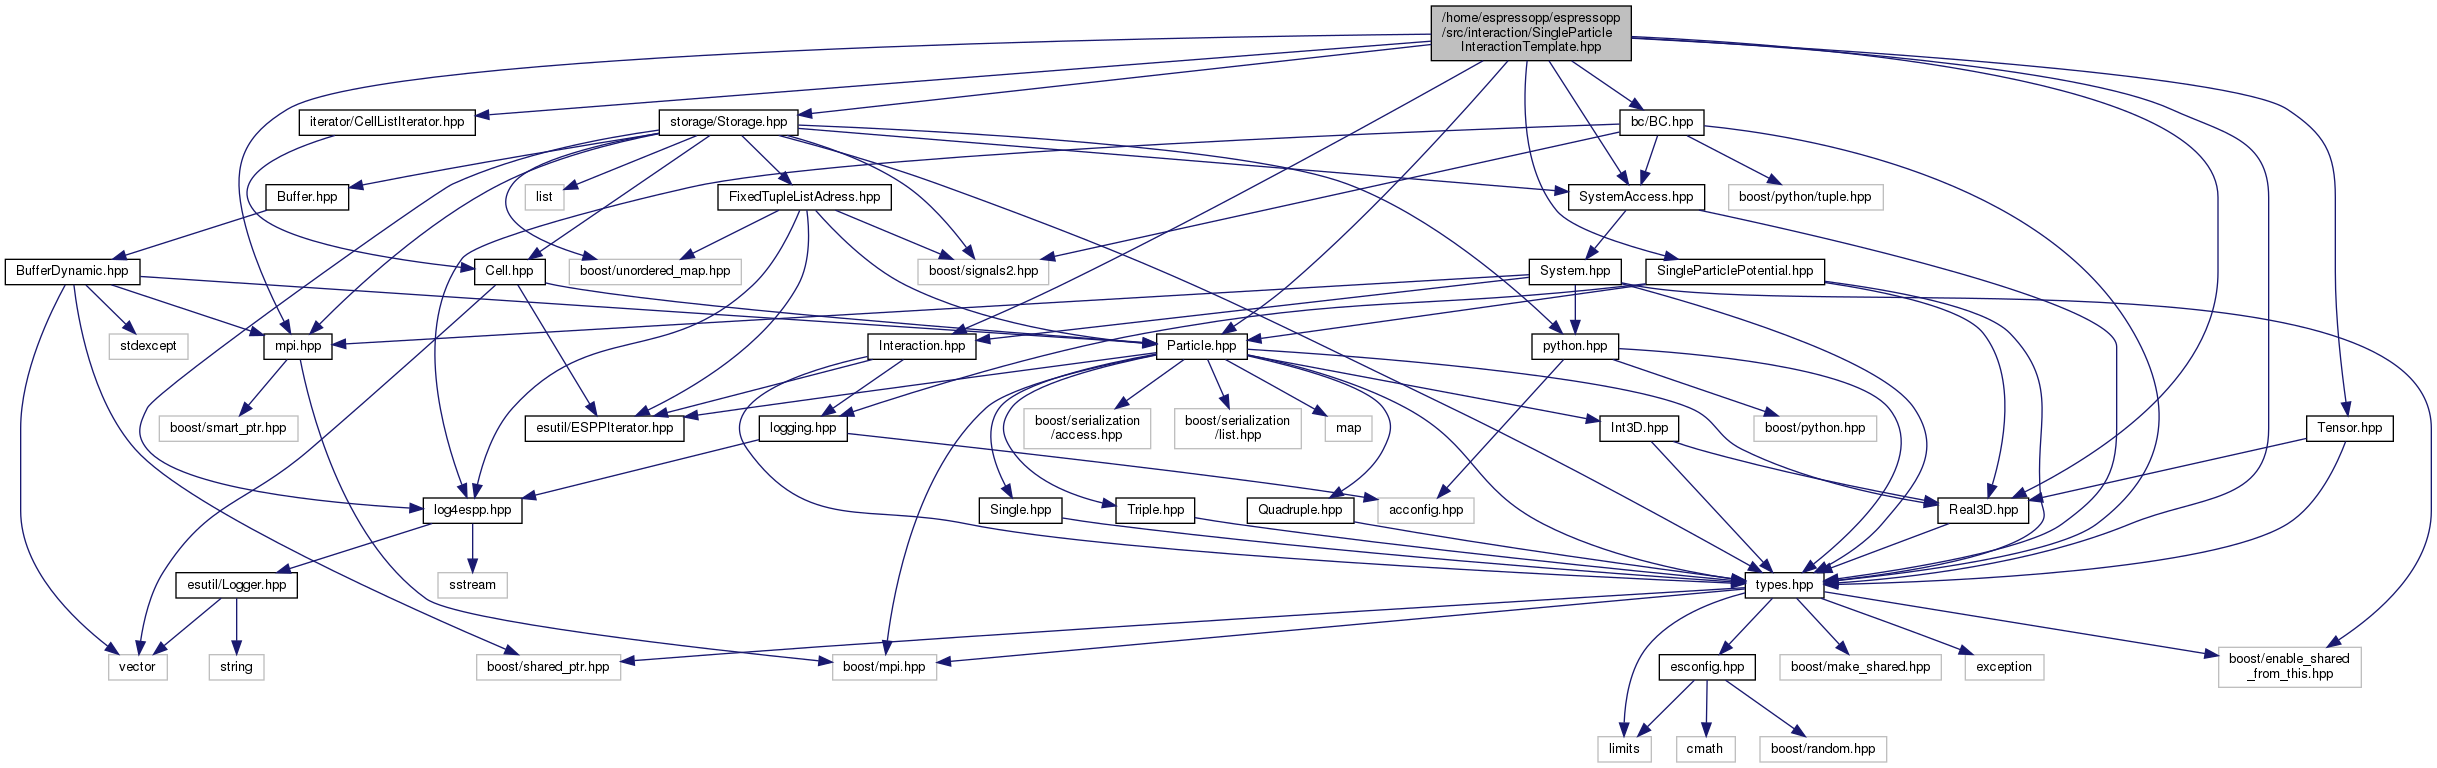 /home/espressopp/espressopp
/src/interaction/SingleParticle
InteractionTemplate.hpp
iterator/CellListIterator.hpp
storage/Storage.hpp
bc/BC.hpp
Buffer.hpp
list
FixedTupleListAdress.hpp
SystemAccess.hpp
boost/python/tuple.hpp
BufferDynamic.hpp
Cell.hpp
boost/unordered_map.hpp
boost/signals2.hpp
System.hpp
SingleParticlePotential.hpp
stdexcept
mpi.hpp
Interaction.hpp
Particle.hpp
python.hpp
boost/smart_ptr.hpp
esutil/ESPPIterator.hpp
logging.hpp
boost/serialization
/access.hpp
boost/serialization
/list.hpp
map
Int3D.hpp
boost/python.hpp
Tensor.hpp
log4espp.hpp
Single.hpp
Triple.hpp
Quadruple.hpp
acconfig.hpp
Real3D.hpp
esutil/Logger.hpp
sstream
types.hpp
vector
string
boost/shared_ptr.hpp
boost/mpi.hpp
esconfig.hpp
boost/make_shared.hpp
exception
boost/enable_shared
_from_this.hpp
limits
cmath
boost/random.hpp